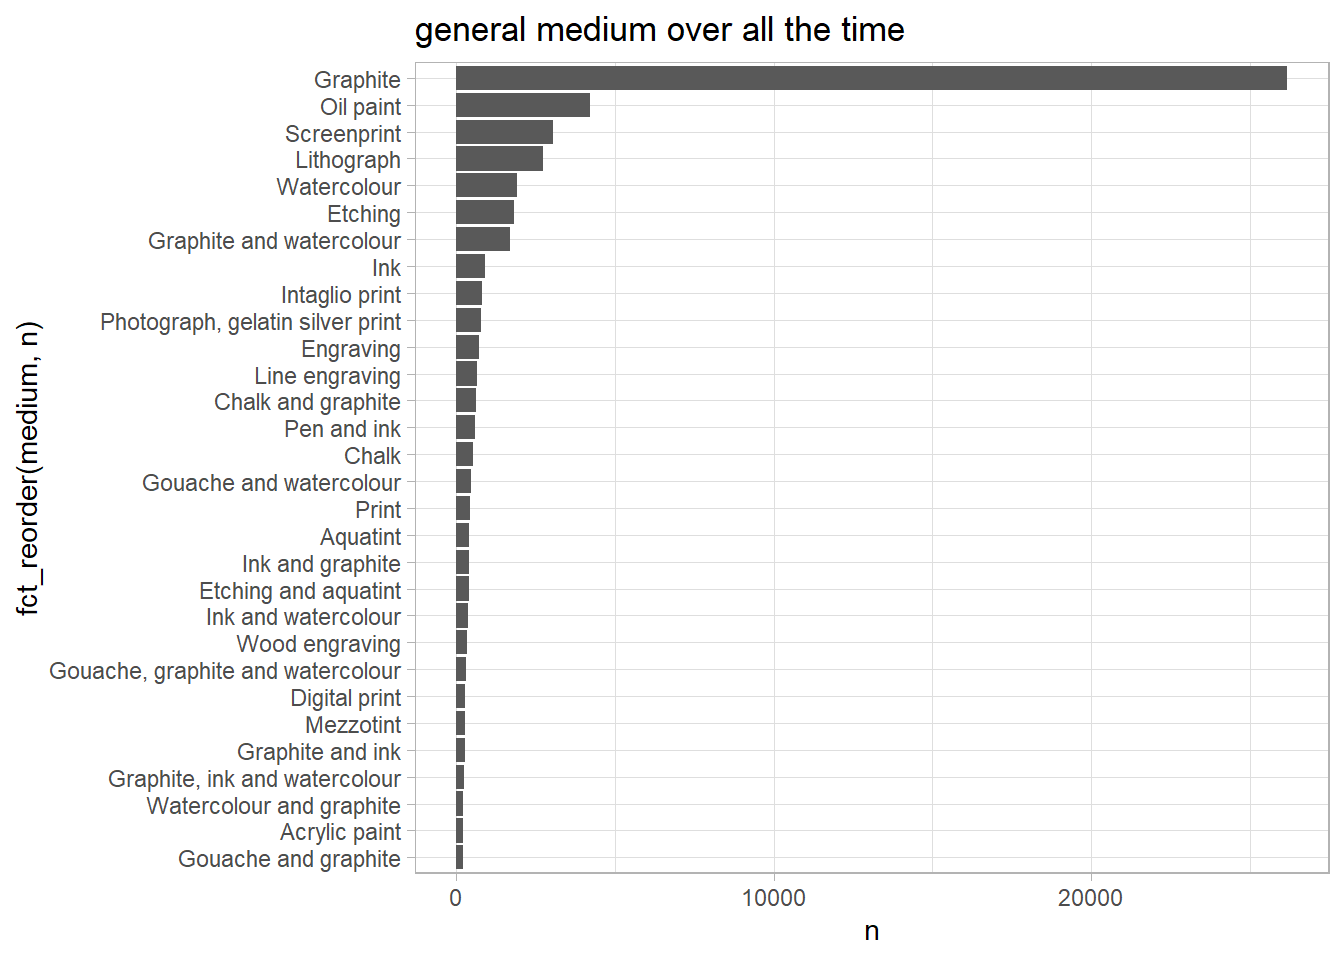 general medium over all the time
fct_reorder(medium, n)
Graphite
Oil paint
Screenprint
Lithograph
Watercolour
Etching
Graphite and watercolour
Ink
Intaglio print
Photograph, gelatin silver print
Engraving
Line engraving
Chalk and graphite
Pen and ink
Chalk
Gouache and watercolour
Print
Aquatint
Ink and graphite
Etching and aquatint
Ink and watercolour
Wood engraving
Gouache, graphite and watercolour
Digital print
Mezzotint
Graphite and ink
Graphite, ink and watercolour
Watercolour and graphite
Acrylic paint
Gouache and graphite
0 10000 20000
n